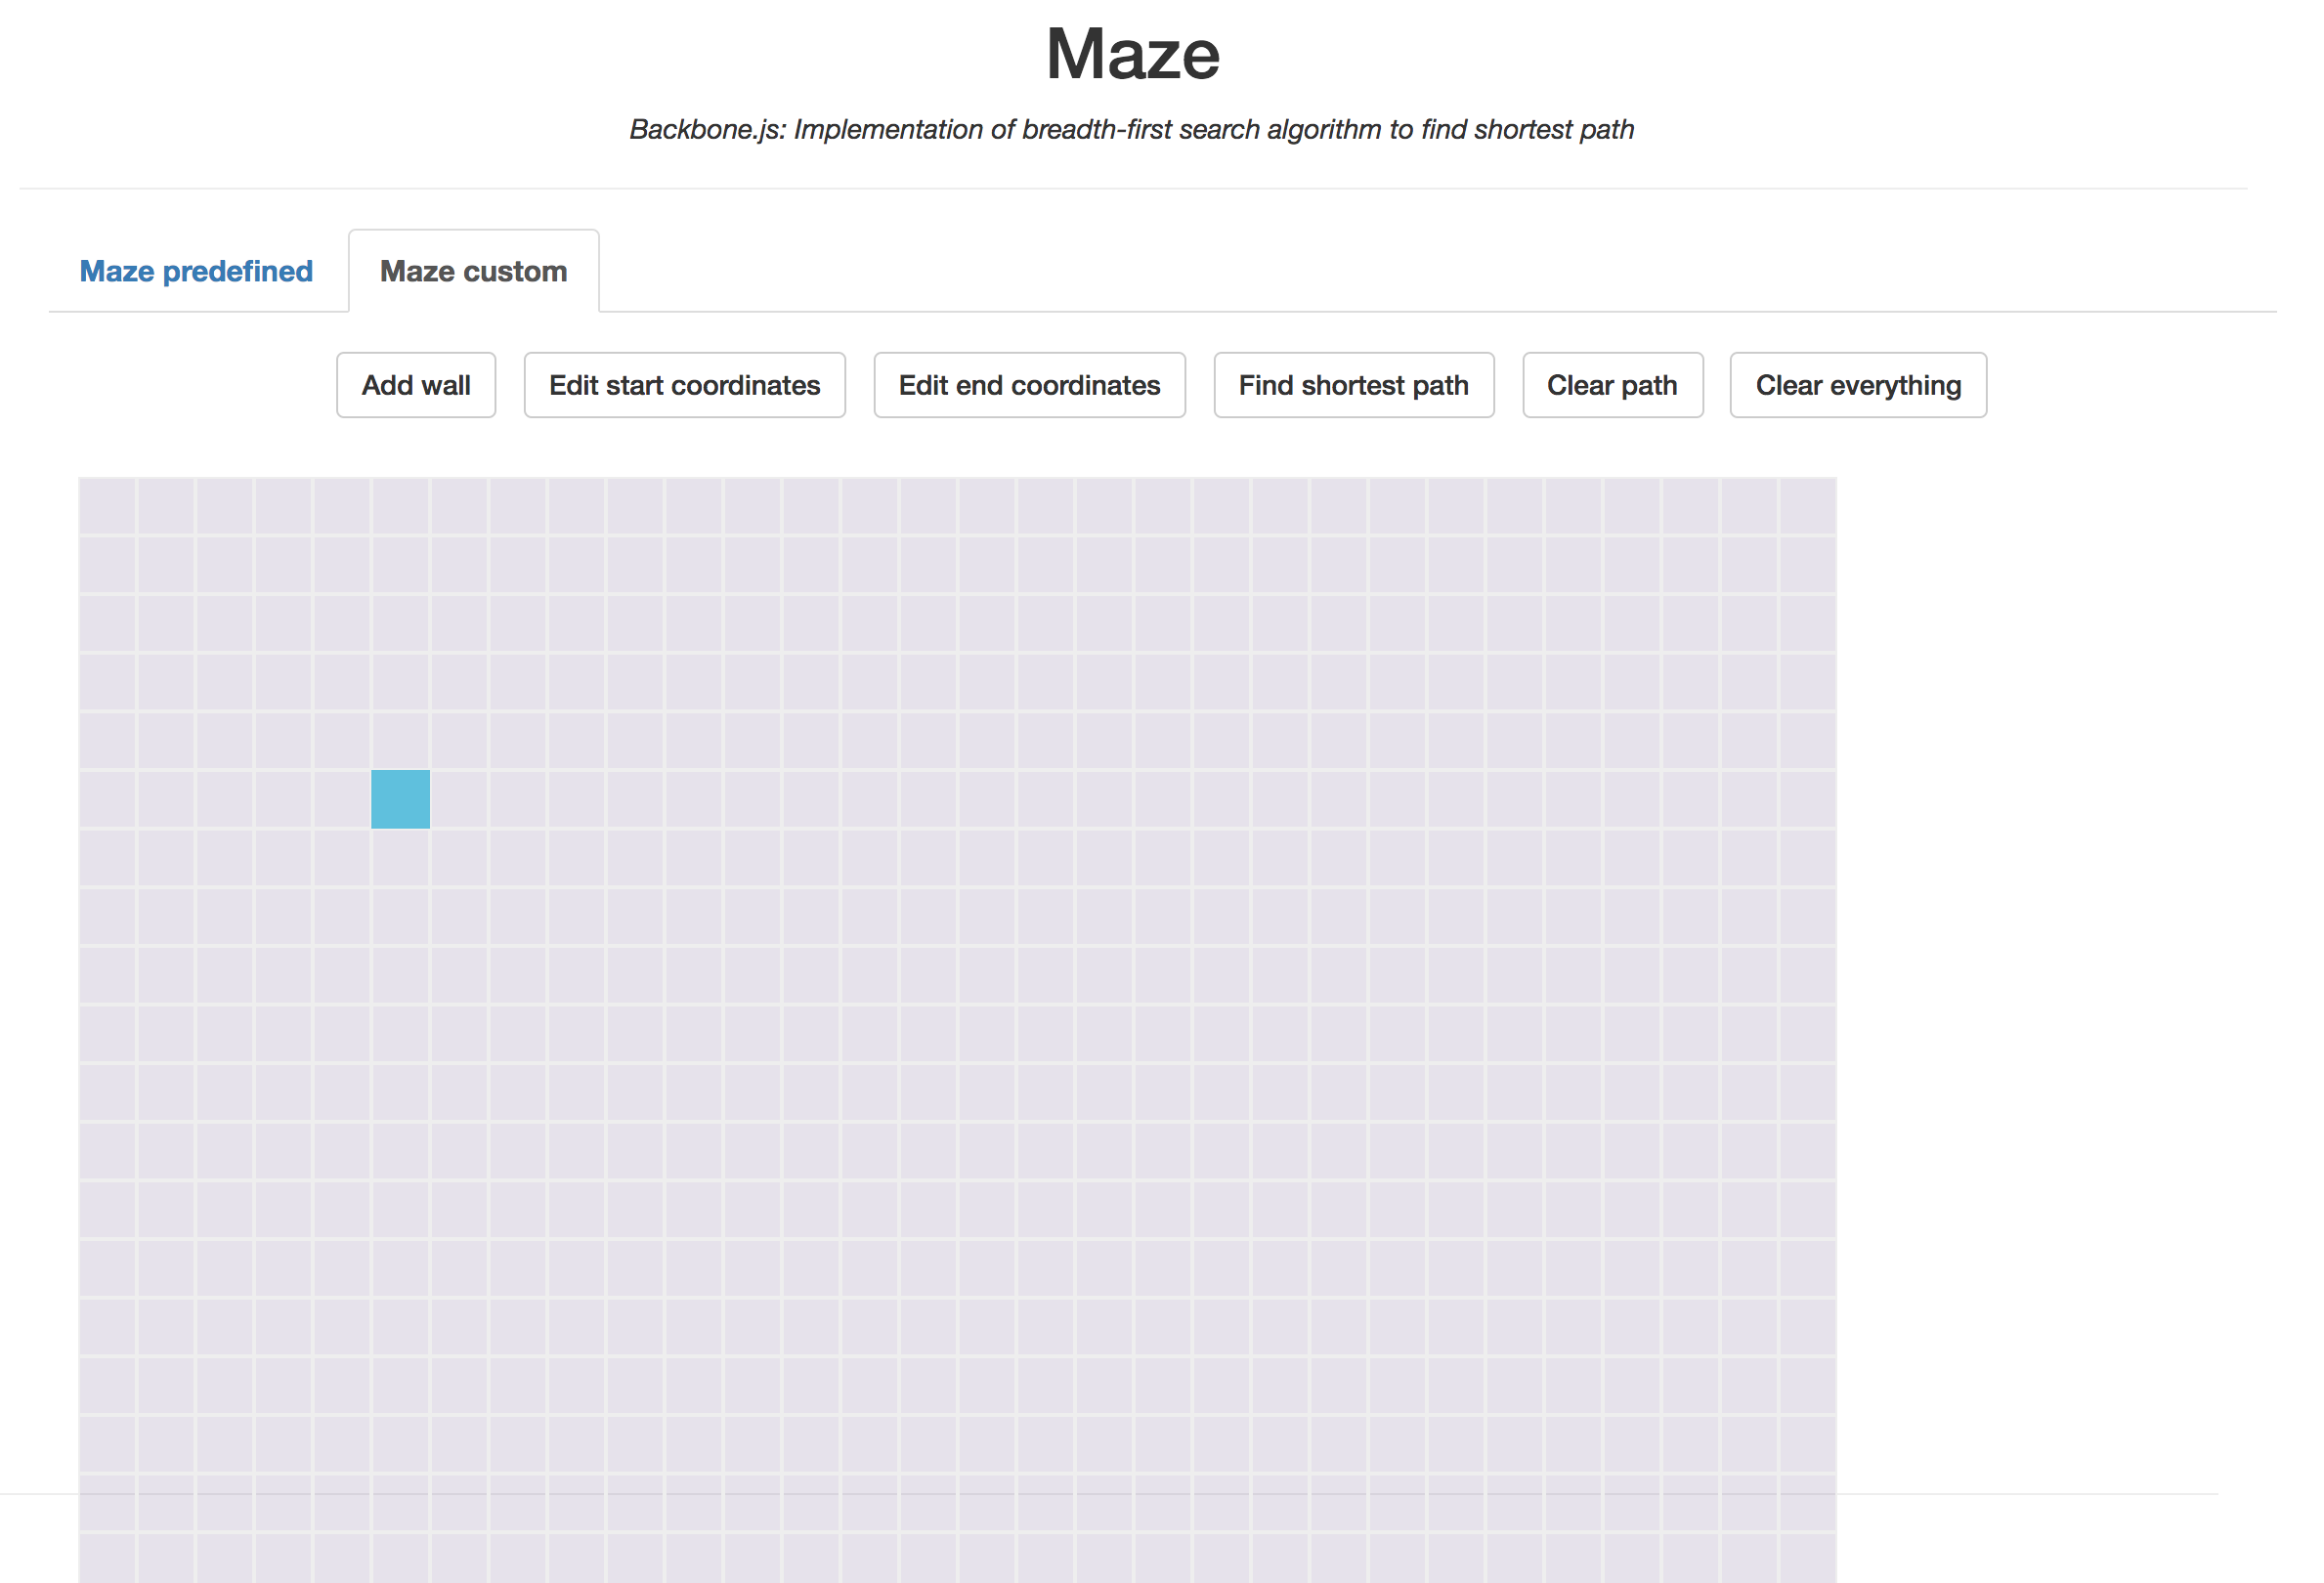 Maze
Backbone.js: Implementation of breadth-first search algorithm to find shortest path
Maze predefined Maze custom
Add wall Edit start coordinates Edit end coordinates Find shortest path Clear path Clear everything